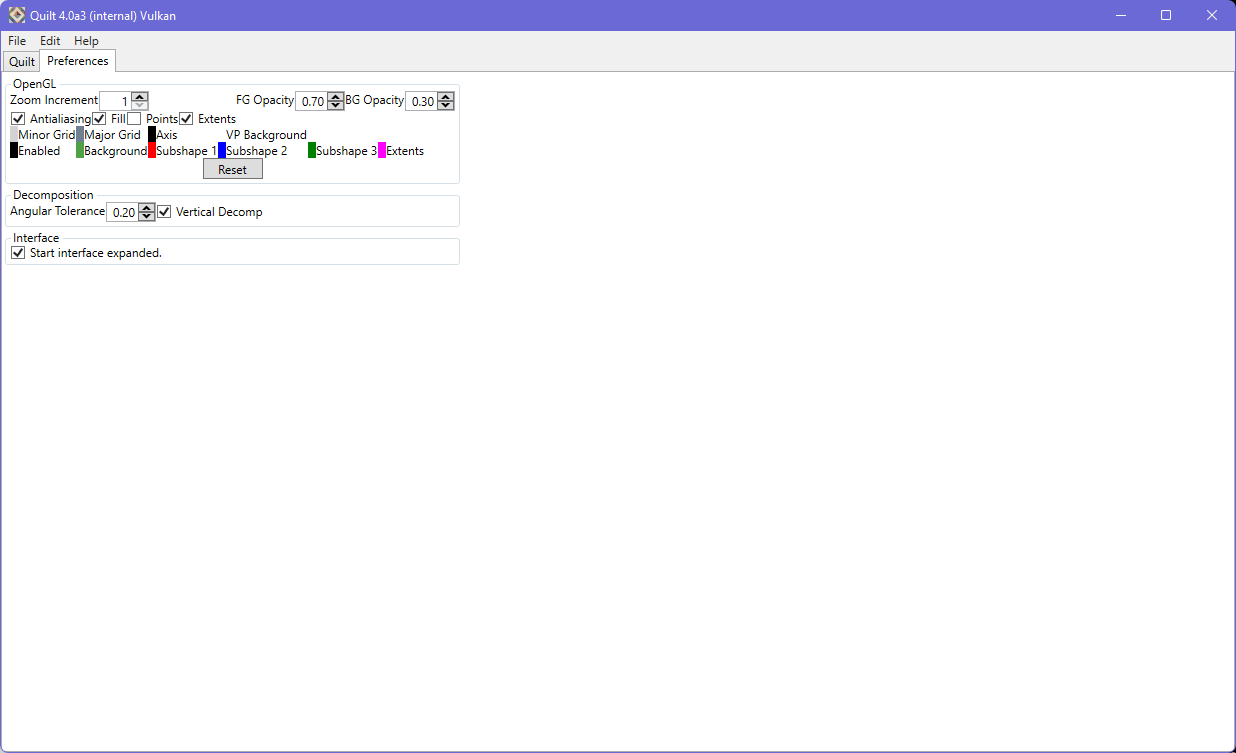 Quilt 4.0a3 (internal) Vulkan
File Edit Help
Quilt Preferences
OpenGL
Zoom Increment 1 FG Opacity 0.70 BG Opacity 0.30
Antialiasing Fill Points Extents
Minor Grid Major Grid Axis VP Background
Enabled Background Subshape 1 Subshape 2 Subshape 3 Extents
Reset
Decomposition
Angular Tolerance 0.20 Vertical Decomp
Interface
Start interface expanded.